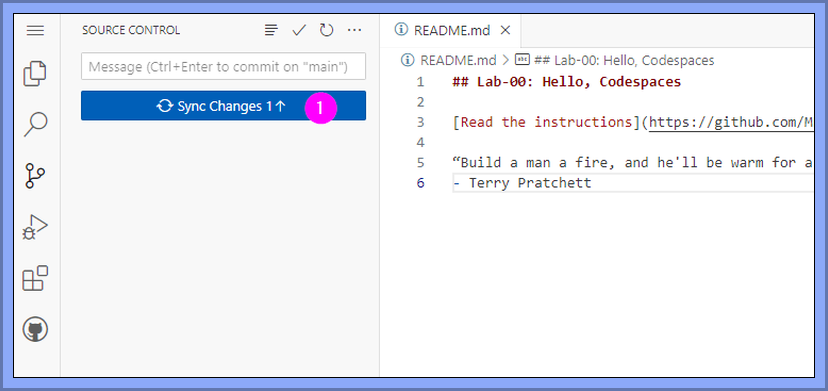 SOURCE CONTROL
Message (Ctrl+Enter to commit on "main")
Sync Changes 1↑
1
README.md
README.md > ## Lab-00: Hello, Codespaces
1 ## Lab-00: Hello, Codespaces
2
3 [Read the instructions](https://github.com/M
4
5 “Build a man a fire, and he'll be warm for a
6 - Terry Pratchett